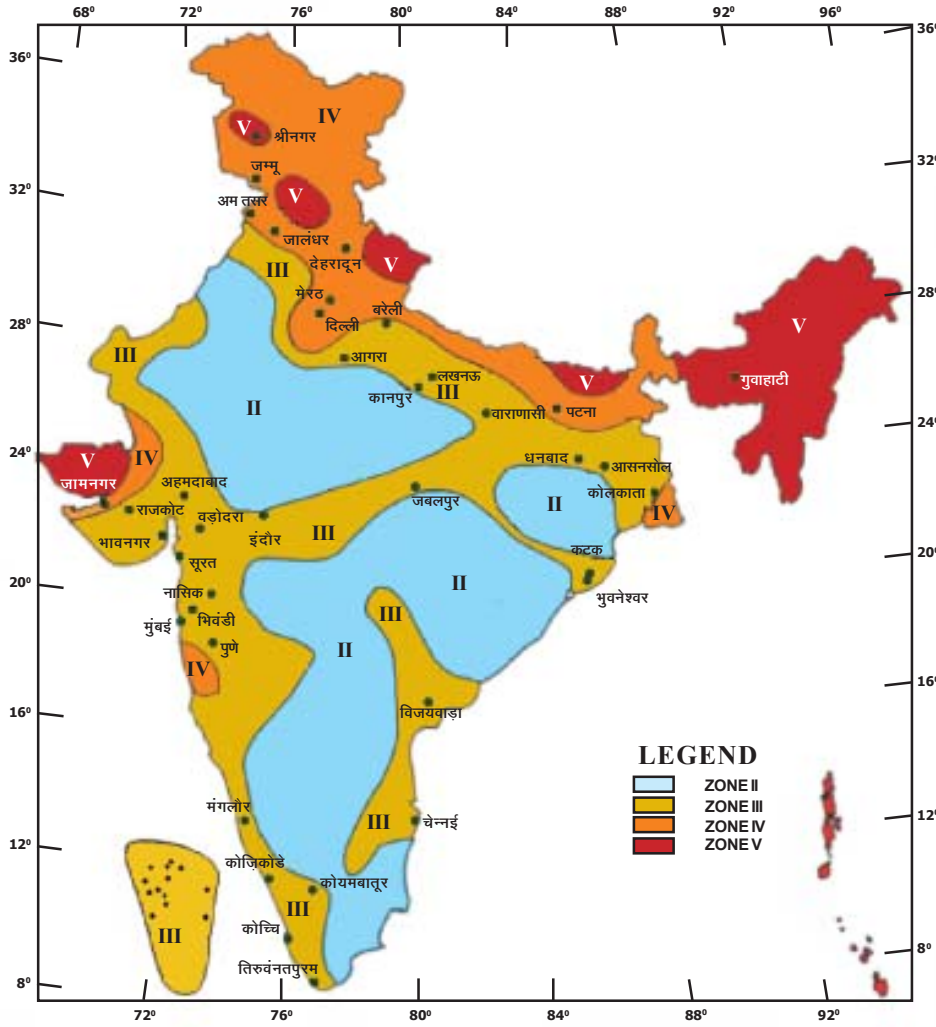 68⁰ 72⁰ 76⁰ 80⁰ 84⁰ 88⁰ 92⁰ 96⁰
36⁰
36⁰
IV
V
श्रीनगर
जम्मू
32⁰
32⁰
V
अम तसर
जालंधर
देहरादून
V
III
28⁰
मेरठ
बरेली
दिल्ली
28⁰
V
III
आगरा
लखनऊ
कानपुर
III
V
गुवाहाटी
II
वाराणासी
पटना
24⁰
24⁰
V
IV
जामनगर
अहमदाबाद
धनबाद
आसनसोल
राजकोट
वड़ोदरा
जबलपुर
II
कोलकाता
IV
भावनगर
इंदौर
III
सूरत
कटक
20⁰
20⁰
नासिक
II
भुवनेश्वर
मुंबई
भिवंडी
III
पुणे
II
IV
16⁰
16⁰
विजयवाड़ा
LEGEND
ZONE II
ZONE III
ZONE IV
ZONE V
मंगलौर
III
चेन्नई
12⁰
12⁰
कोज़िकोडे
कोयमबातूर
III
III
कोच्चि
8⁰
तिरुवंनतपुरम
8⁰
72⁰ 76⁰ 80⁰ 84⁰ 88⁰ 92⁰